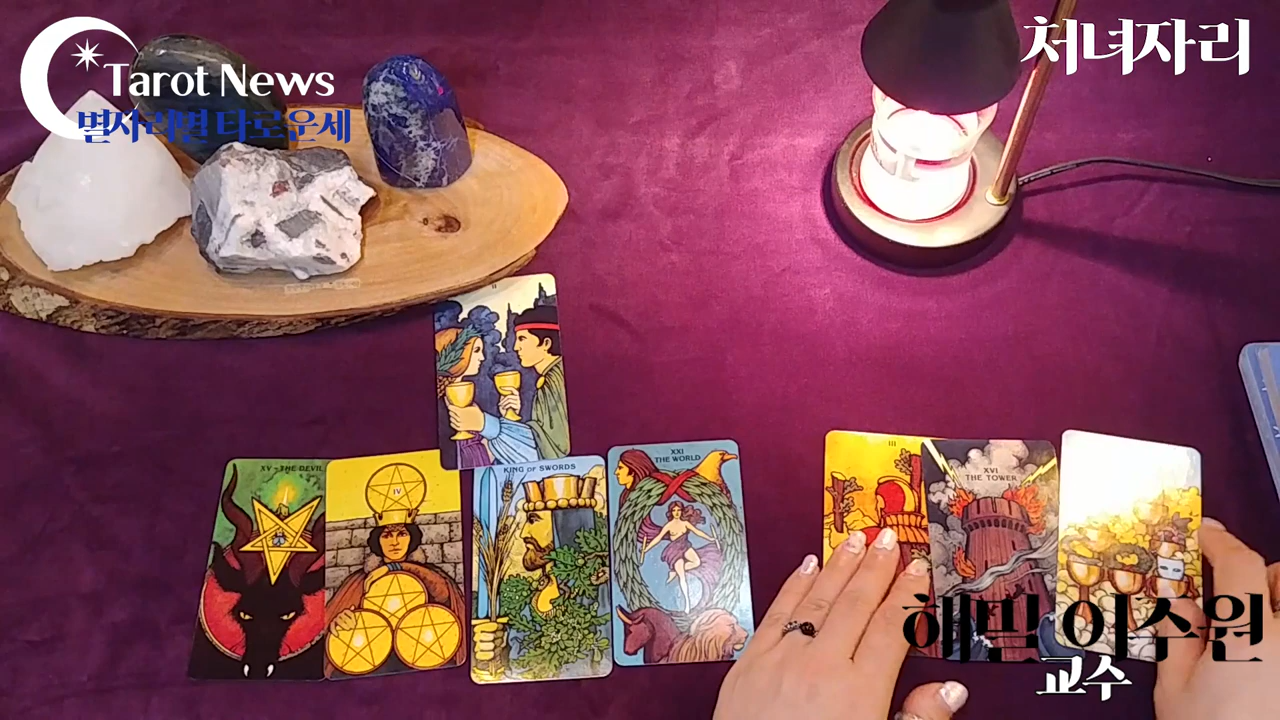 Tarot News
별자리별 타로 운세
처녀자리
II
XV - THE DEVIL
IV
KING OF SWORDS
XXI
THE WORLD
III
XVI
THE TOWER
해밀 이수원
교수